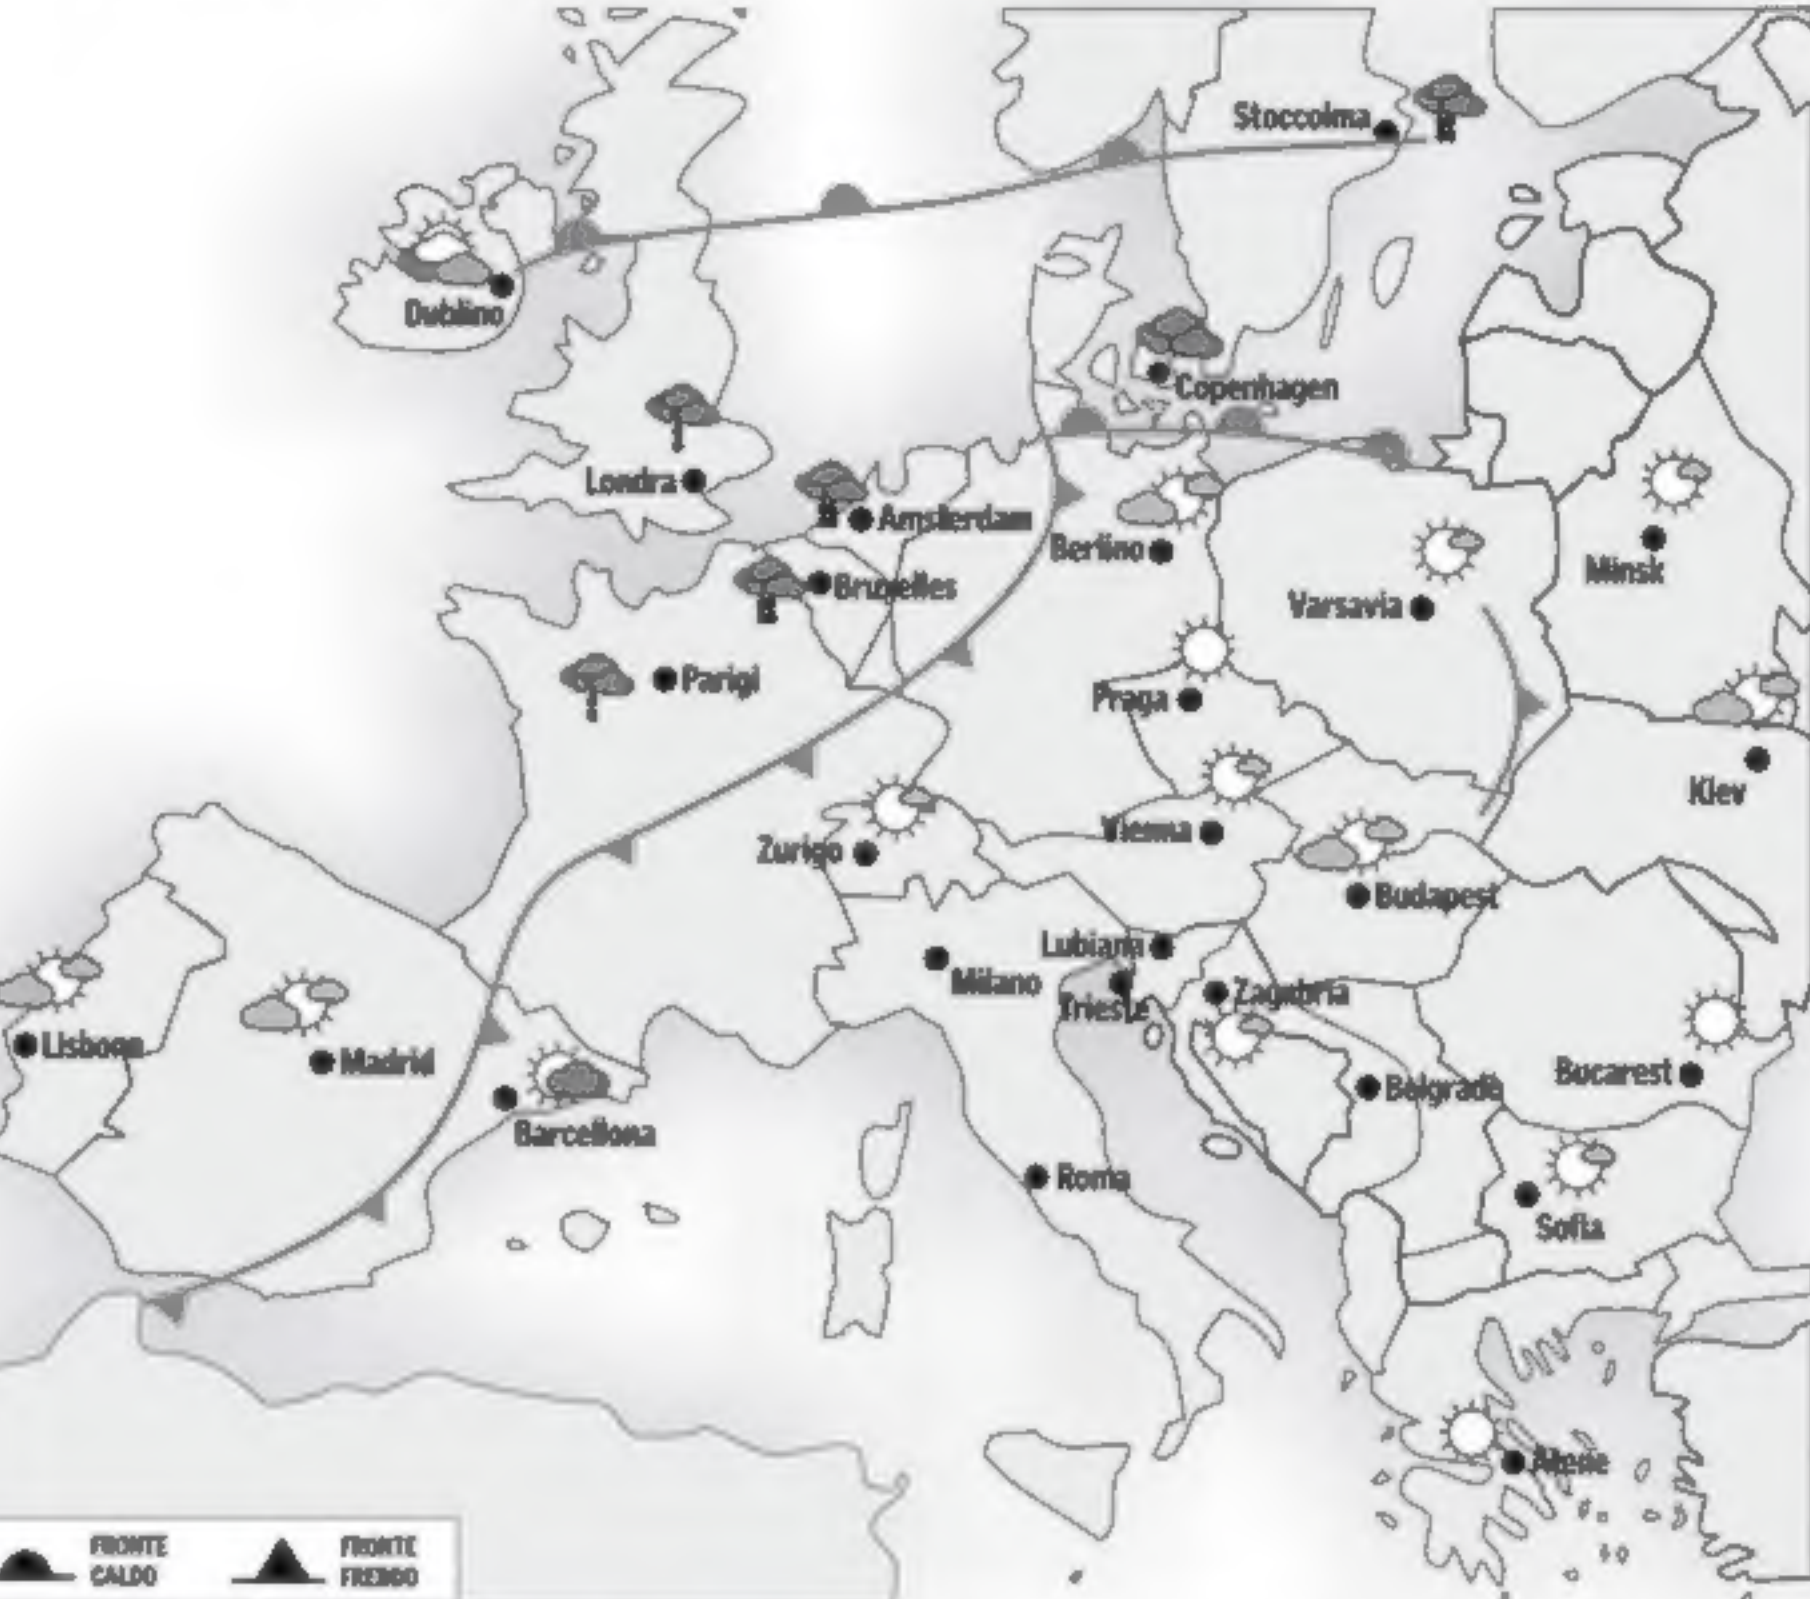 Stoccolma
Dublino
Copenhagen
Londra
Amsterdam
Berlino
Minsk
Bruxelles
Varsavia
Parigi
Praga
Kiev
Vienna
Zurigo
Budapest
Lubiana
Milano
Zagabria
Trieste
Lisbona
Madrid
Bucarest
Belgrado
Barcellona
Roma
Sofia
Atene
FRONTE
CALDO
FRONTE
FREDDO